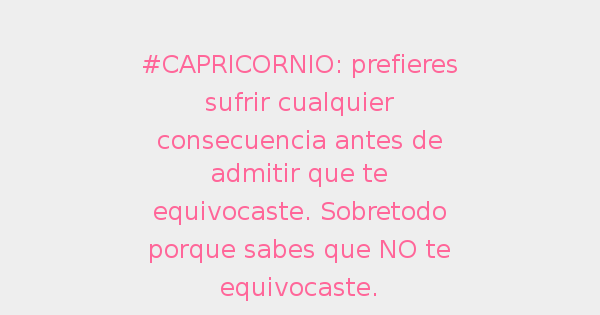 #CAPRICORNIO: prefieres
sufrir cualquier
consecuencia antes de
admitir que te
equivocaste. Sobretodo
porque sabes que NO te
equivocaste.